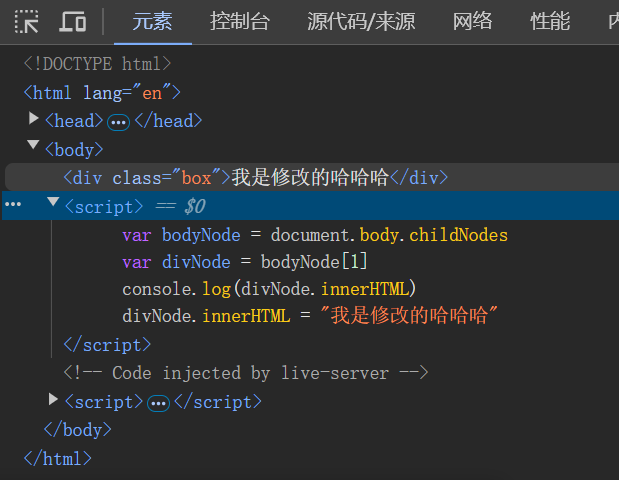 元素 控制台 源代码/来源 网络 性能
<!DOCTYPE html>
<html lang="en">
<head>…</head>
<body>
<div class="box">我是修改的哈哈哈</div>
… <script> == $0
var bodyNode = document.body.childNodes
var divNode = bodyNode[1]
console.log(divNode.innerHTML)
divNode.innerHTML = "我是修改的哈哈哈"
</script>
<!-- Code injected by live-server -->
<script>…</script>
</body>
</html>